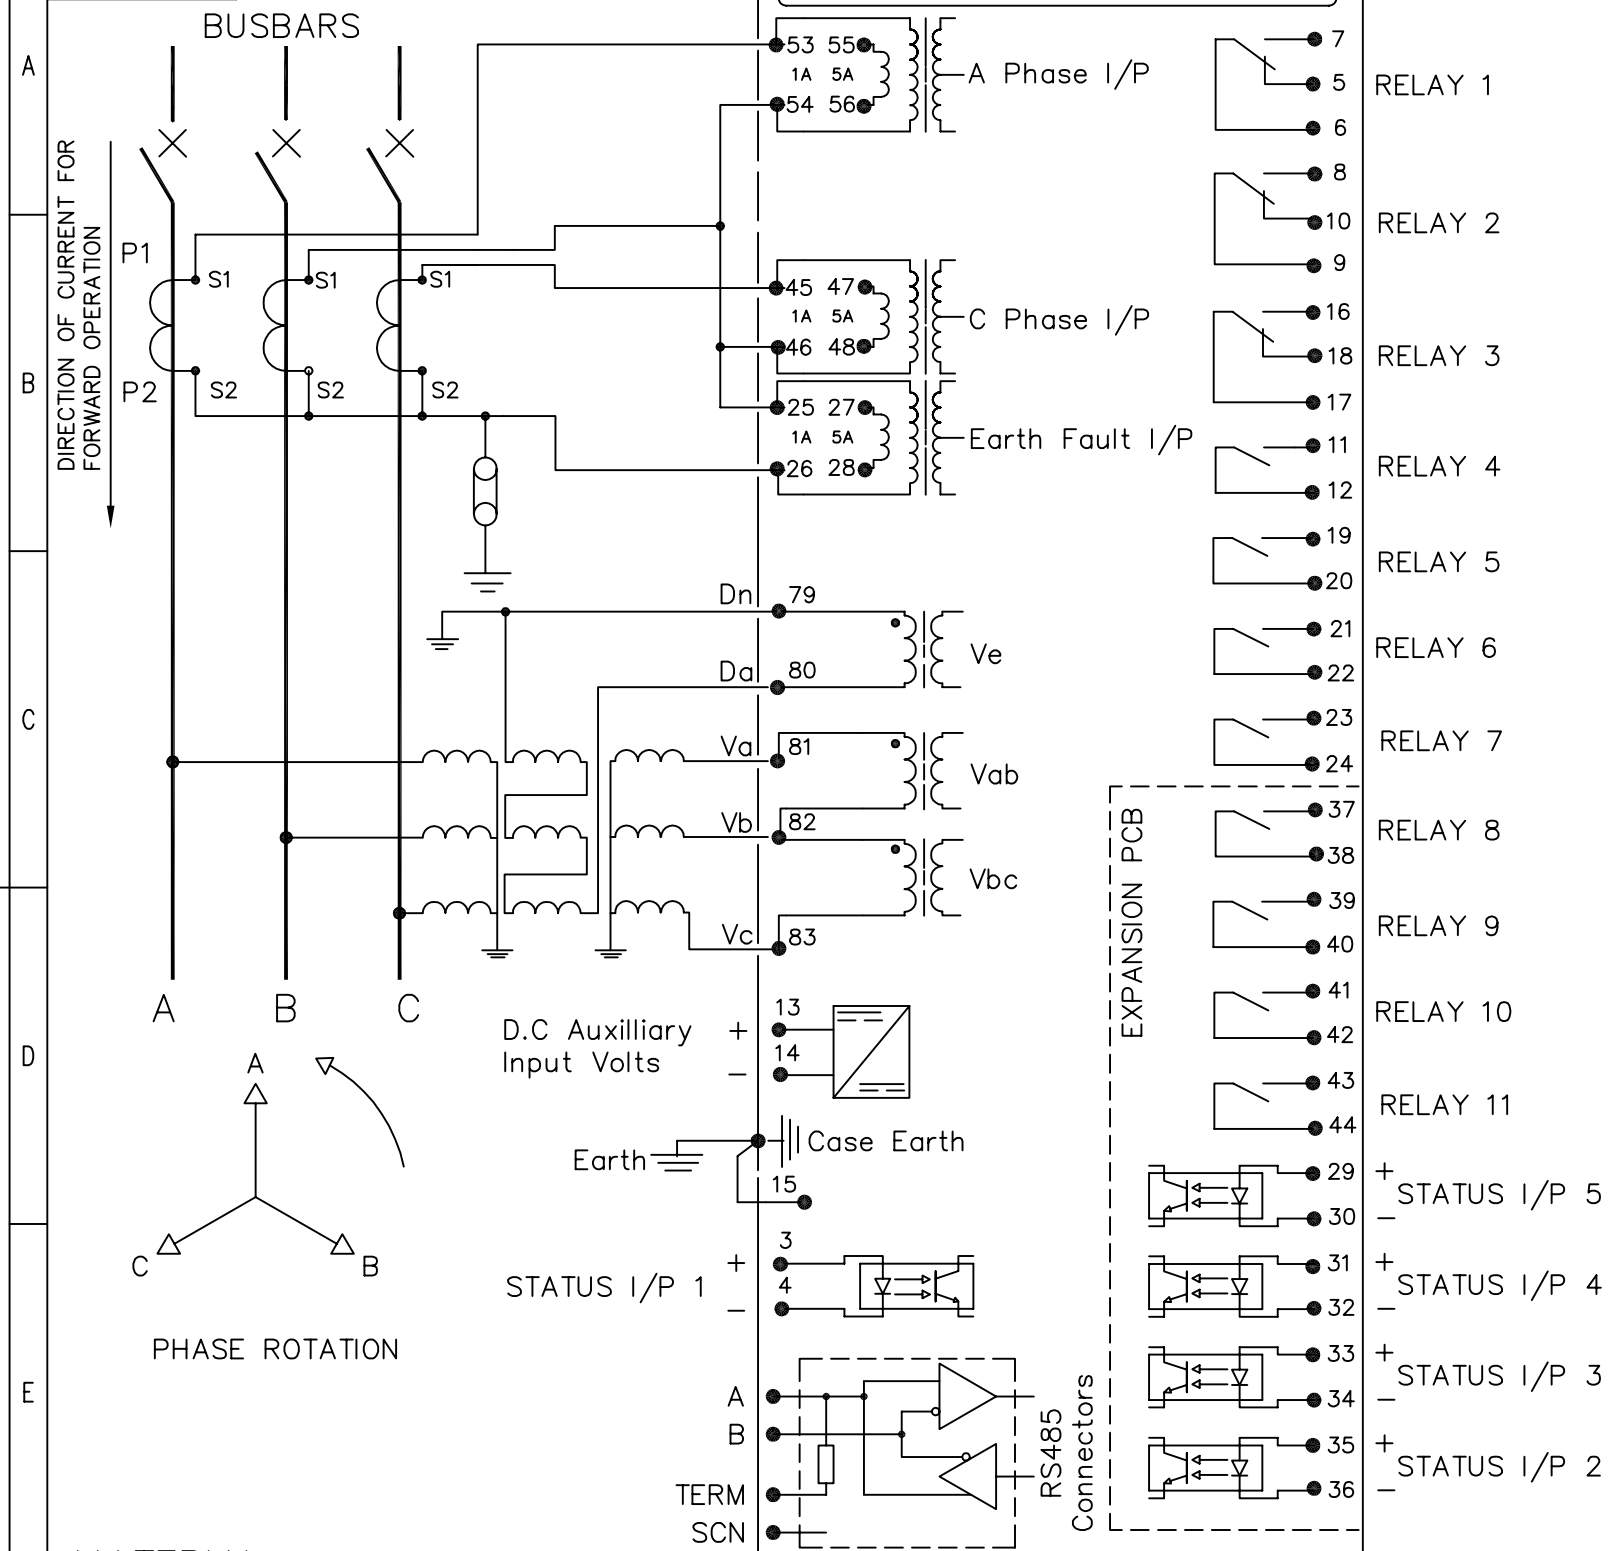 BUSBARS
A
B
C
D
E
DIRECTION OF CURRENT FOR
FORWARD OPERATION
P1
P2
S1
S1
S1
S2
S2
S2
53 55
1A 5A
54 56
A Phase I/P
45 47
1A 5A
46 48
C Phase I/P
25 27
1A 5A
26 28
Earth Fault I/P
Dn 79
Da 80
Ve
Va 81
Vab
Vb 82
Vbc
Vc 83
A B C
D.C Auxilliary
Input Volts
+ 13
− 14
Earth
Case Earth
15
STATUS I/P 1
+ 3
− 4
A
B
C
PHASE ROTATION
A
B
TERM
SCN
RS485
Connectors
7
5
6
RELAY 1
8
10
9
RELAY 2
16
18
17
RELAY 3
11
12
RELAY 4
19
20
RELAY 5
21
22
RELAY 6
23
24
RELAY 7
EXPANSION PCB
37
38
RELAY 8
39
40
RELAY 9
41
42
RELAY 10
43
44
RELAY 11
29 +
30 −
STATUS I/P 5
31 +
32 −
STATUS I/P 4
33 +
34 −
STATUS I/P 3
35 +
36 −
STATUS I/P 2